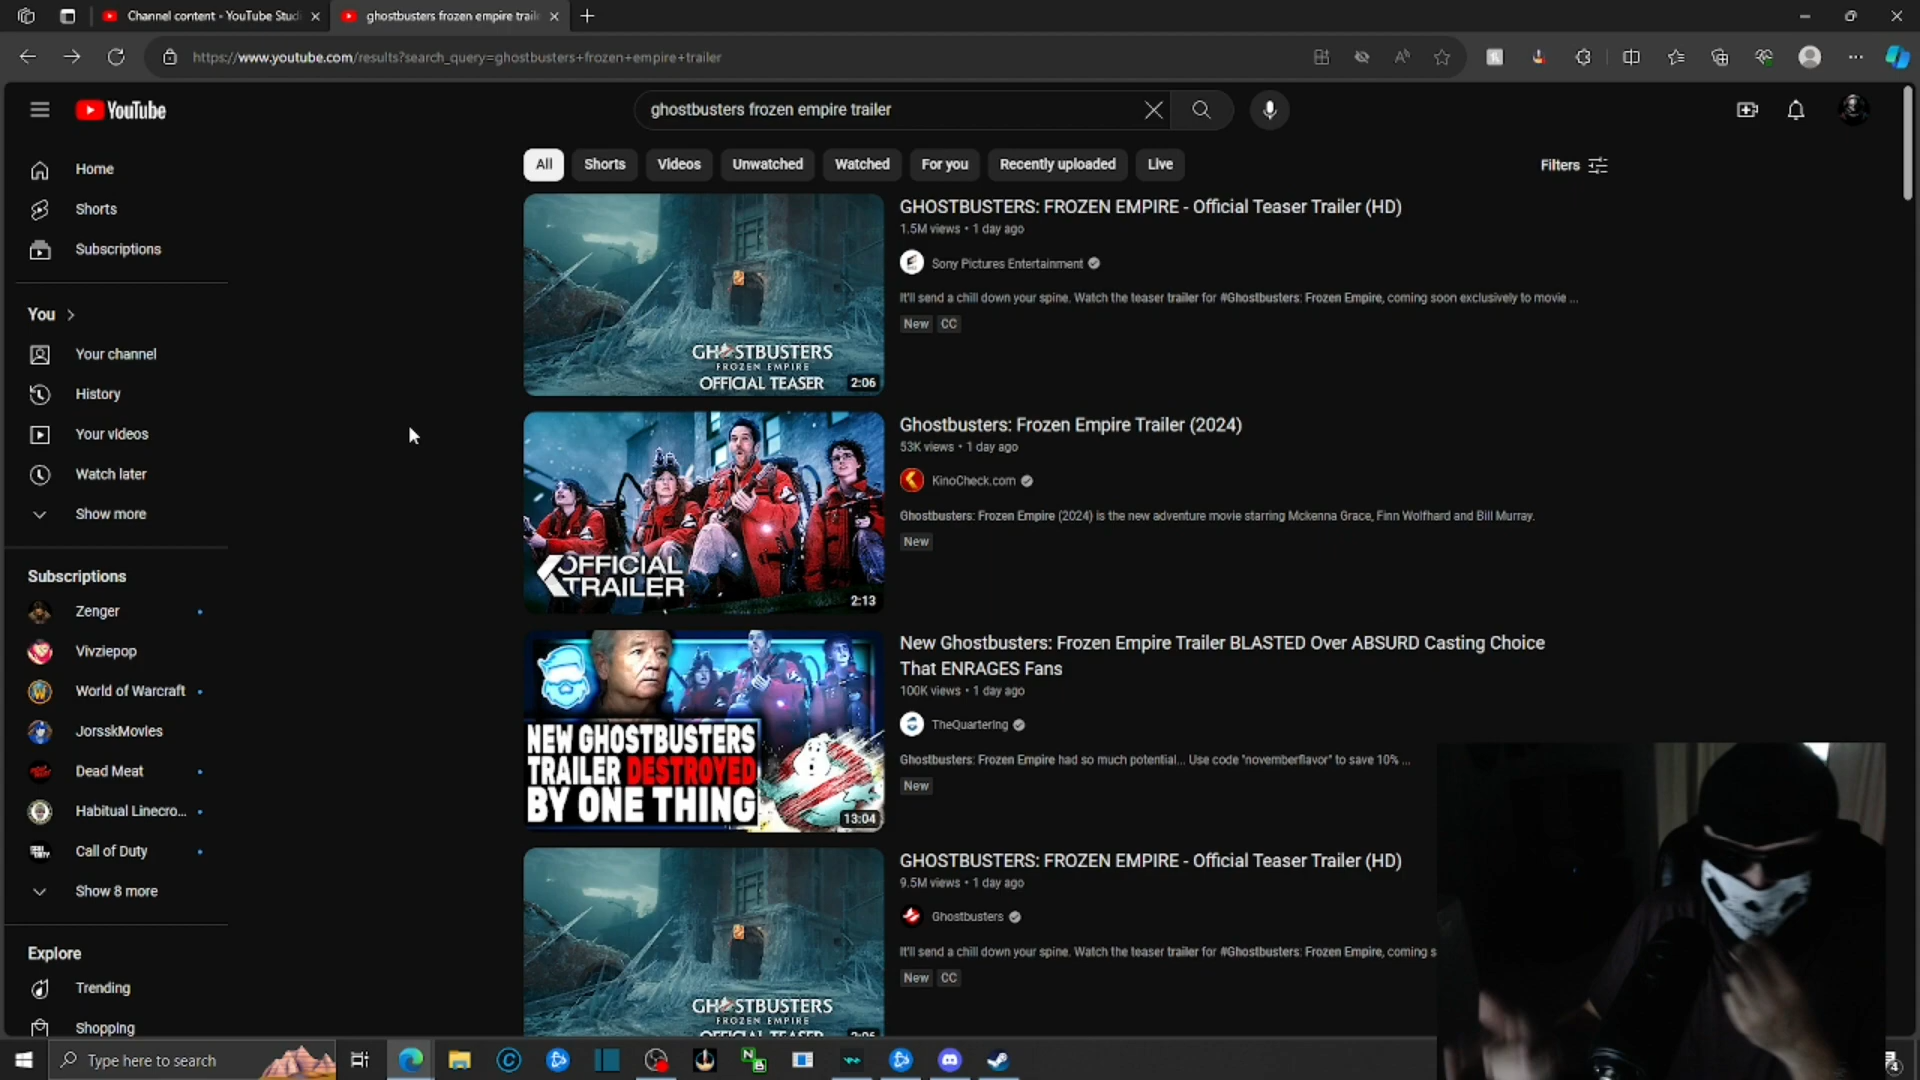 Channel content - YouTube Studi
ghostbusters frozen empire trail
https://www.youtube.com/results?search_query=ghostbusters+frozen+empire+trailer
YouTube
ghostbusters frozen empire trailer
All
Shorts
Videos
Unwatched
Watched
For you
Recently uploaded
Live
Filters
Home
Shorts
Subscriptions
You
Your channel
History
Your videos
Watch later
Show more
Subscriptions
Zenger
Vivziepop
World of Warcraft
JorsskMovies
Dead Meat
Habitual Linecro...
Call of Duty
Show 8 more
Explore
Trending
Shopping
GHOSTBUSTERS
FROZEN EMPIRE
OFFICIAL TEASER
2:06
GHOSTBUSTERS: FROZEN EMPIRE - Official Teaser Trailer (HD)
1.5M views • 1 day ago
Sony Pictures Entertainment
It'll send a chill down your spine. Watch the teaser trailer for #Ghostbusters: Frozen Empire, coming soon exclusively to movie ...
New CC
OFFICIAL
TRAILER
2:13
Ghostbusters: Frozen Empire Trailer (2024)
53K views • 1 day ago
KinoCheck.com
Ghostbusters: Frozen Empire (2024) is the new adventure movie starring Mckenna Grace, Finn Wolfhard and Bill Murray.
New
NEW GHOSTBUSTERS
TRAILER DESTROYED
BY ONE THING
13:04
New Ghostbusters: Frozen Empire Trailer BLASTED Over ABSURD Casting Choice
That ENRAGES Fans
100K views • 1 day ago
TheQuartering
Ghostbusters: Frozen Empire had so much potential... Use code "novemberflavor" to save 10% ...
New
GHOSTBUSTERS
FROZEN EMPIRE
OFFICIAL TEASER
2:06
GHOSTBUSTERS: FROZEN EMPIRE - Official Teaser Trailer (HD)
9.5M views • 1 day ago
Ghostbusters
It'll send a chill down your spine. Watch the teaser trailer for #Ghostbusters: Frozen Empire, coming s
New CC
Type here to search
4